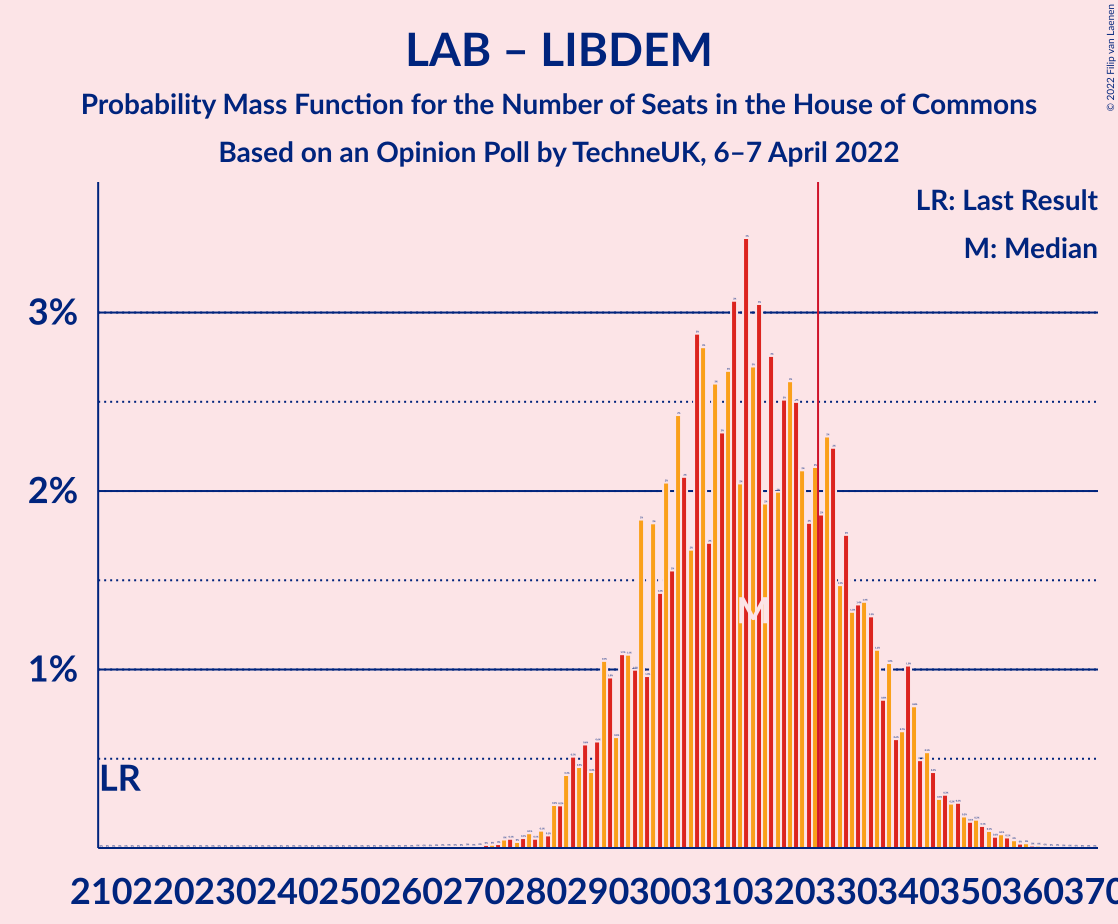 LAB – LIBDEM
Probability Mass Function for the Number of Seats in the House of Commons
Based on an Opinion Poll by TechneUK, 6–7 April 2022
© 2022 Filip van Laenen
LR: Last Result
M: Median
3%
2%
1%
M
LR
210220230240250260270280290300310320330340350360370